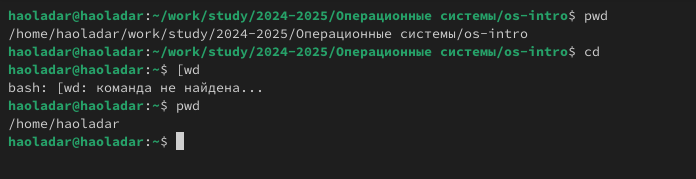 haoladar@haoladar:~/work/study/2024-2025/Операционные системы/os-intro$ pwd
/home/haoladar/work/study/2024-2025/Операционные системы/os-intro
haoladar@haoladar:~/work/study/2024-2025/Операционные системы/os-intro$ cd
haoladar@haoladar:~$ [wd
bash: [wd: команда не найдена...
haoladar@haoladar:~$ pwd
/home/haoladar
haoladar@haoladar:~$